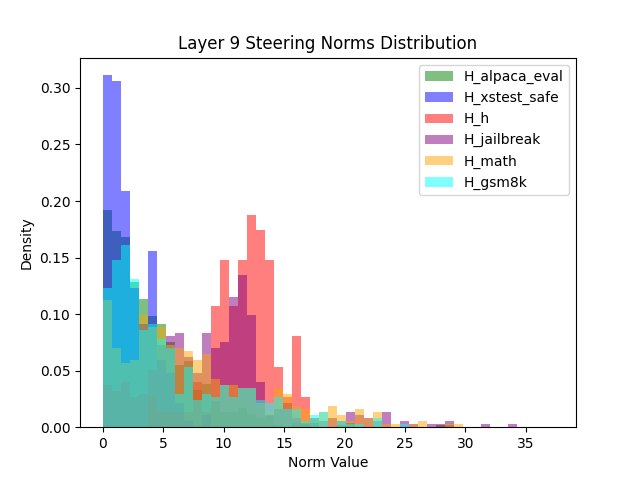 Layer 9 Steering Norms Distribution
H_alpaca_eval
H_xstest_safe
H_h
H_jailbreak
H_math
H_gsm8k
0.30
0.25
0.20
0.15
0.10
0.05
0.00
Density
0 5 10 15 20 25 30 35
Norm Value